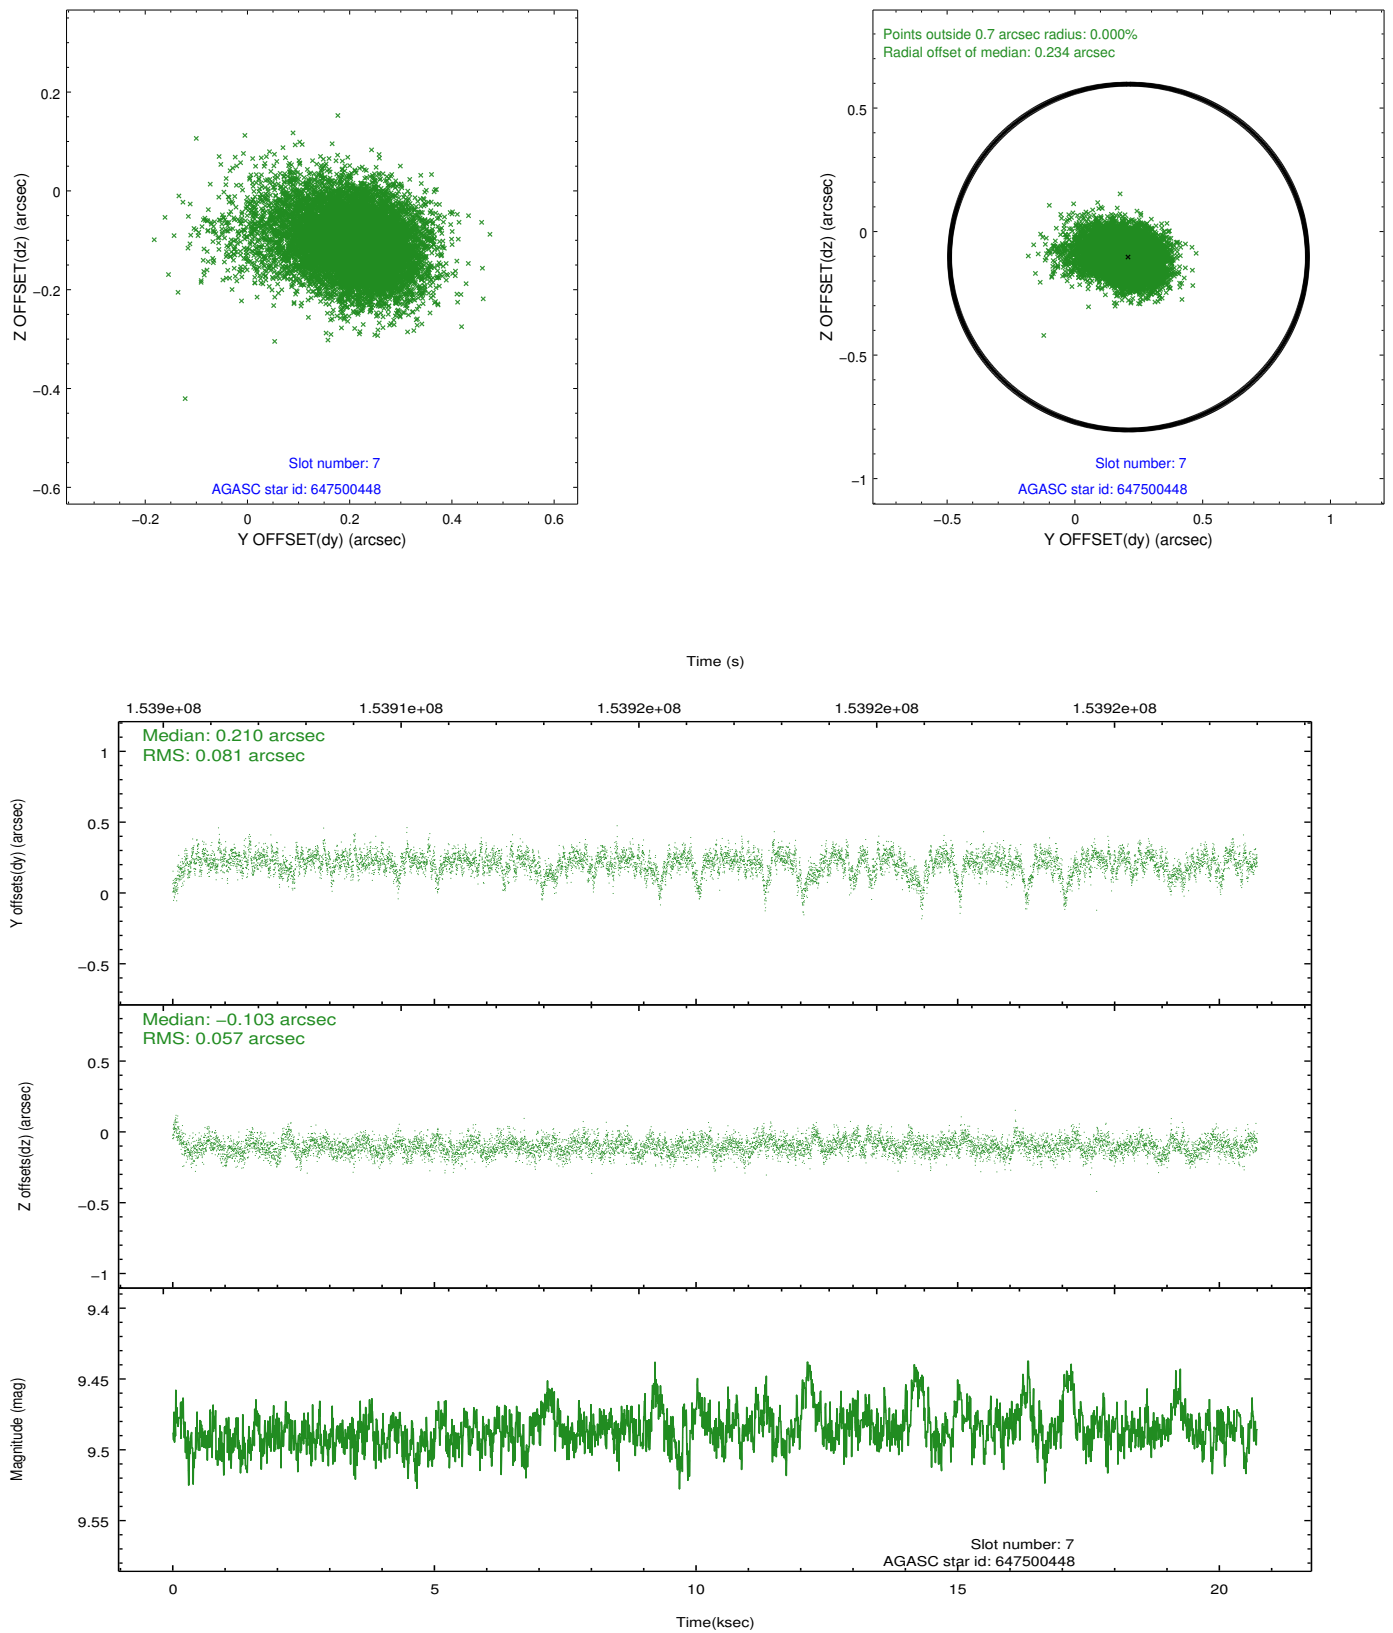 0.2
0
−0.2
−0.4
−0.6
Z OFFSET(dz) (arcsec)
Slot number: 7
AGASC star id: 647500448
−0.2 0 0.2 0.4 0.6
Y OFFSET(dy) (arcsec)
Points outside 0.7 arcsec radius: 0.000%
Radial offset of median: 0.234 arcsec
0.5
0
−0.5
−1
Z OFFSET(dz) (arcsec)
Slot number: 7
AGASC star id: 647500448
−0.5 0 0.5 1
Y OFFSET(dy) (arcsec)
Time (s)
1.539e+08 1.5391e+08 1.5392e+08 1.5392e+08 1.5392e+08
Median: 0.210 arcsec
RMS: 0.081 arcsec
1
0.5
0
−0.5
Y offsets(dy) (arcsec)
Median: −0.103 arcsec
RMS: 0.057 arcsec
0.5
0
−0.5
−1
Z offsets(dz) (arcsec)
9.4
9.45
9.5
9.55
Magnitude (mag)
Slot number: 7
AGASC star id: 647500448
0 5 10 15 20
Time(ksec)